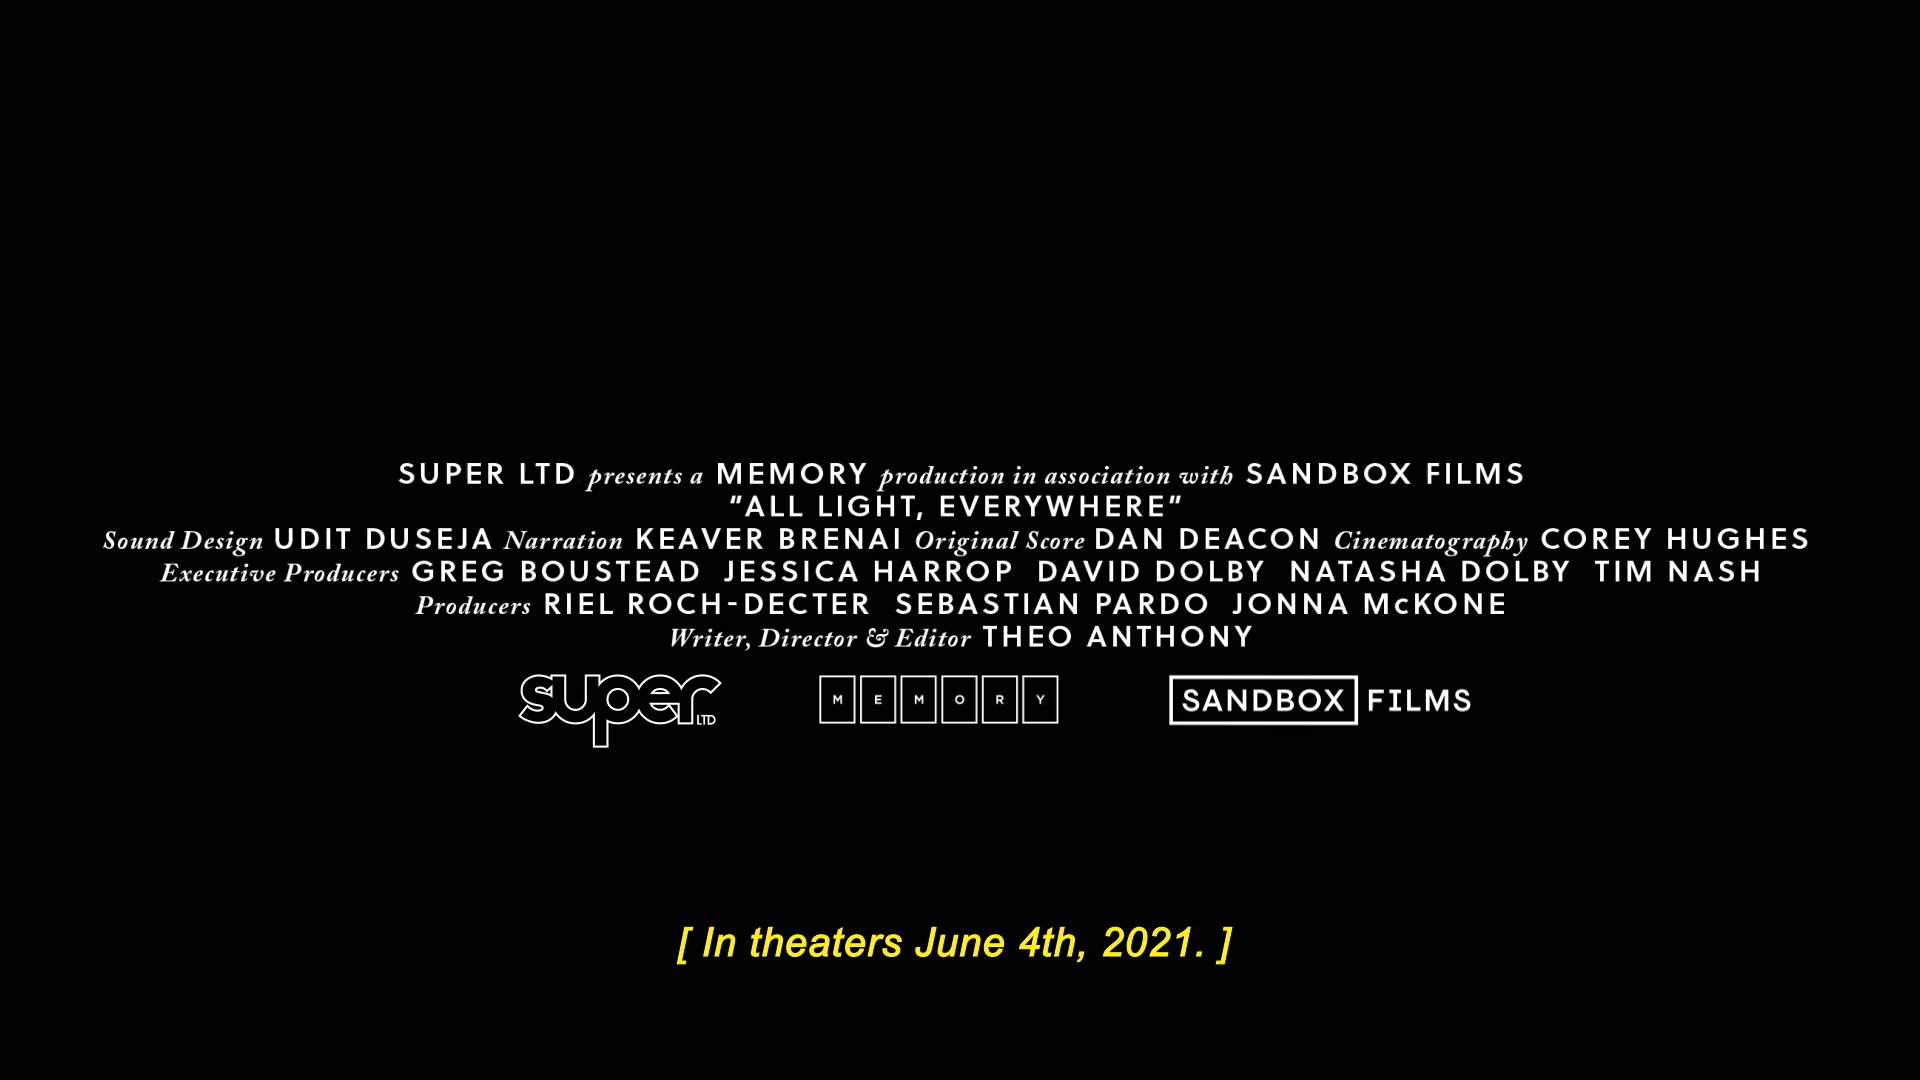 SUPER LTD presents a MEMORY production in association with SANDBOX FILMS
"ALL LIGHT, EVERYWHERE"
Sound Design UDIT DUSEJA Narration KEAVER BRENAI Original Score DAN DEACON Cinematography COREY HUGHES
Executive Producers GREG BOUSTEAD JESSICA HARROP DAVID DOLBY NATASHA DOLBY TIM NASH
Producers RIEL ROCH-DECTER SEBASTIAN PARDO JONNA McKONE
Writer, Director & Editor THEO ANTHONY
super LTD MEMORY SANDBOX FILMS
[ In theaters June 4th, 2021. ]